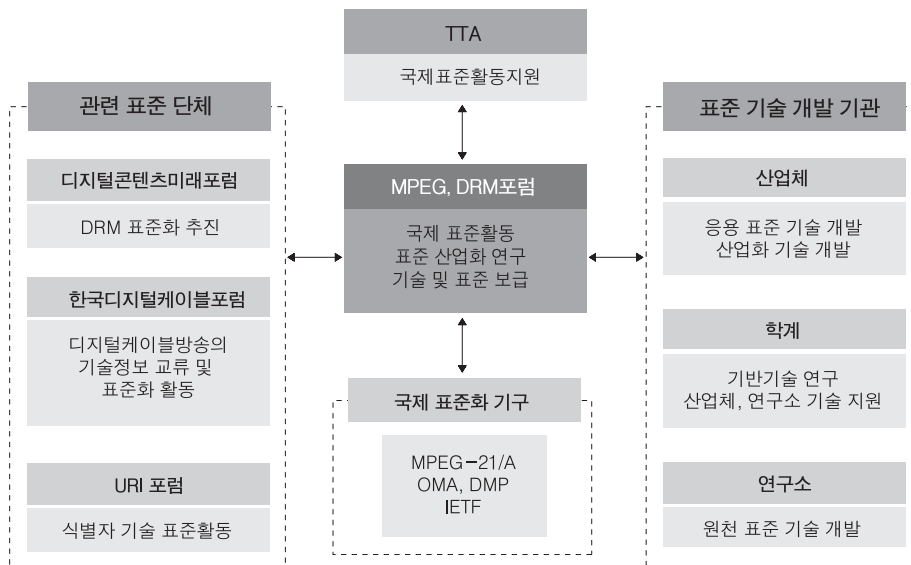 TTA
국제표준활동지원
관련 표준 단체
디지털콘텐츠미래포럼
DRM 표준화 추진
한국디지털케이블포럼
디지털케이블방송의
기술정보 교류 및
표준화 활동
URI 포럼
식별자 기술 표준활동
MPEG, DRM포럼
국제 표준활동
표준 산업화 연구
기술 및 표준 보급
국제 표준화 기구
MPEG-21/A
OMA, DMP
IETF
표준 기술 개발 기관
산업체
응용 표준 기술 개발
산업화 기술 개발
학계
기반기술 연구
산업체, 연구소 기술 지원
연구소
원천 표준 기술 개발